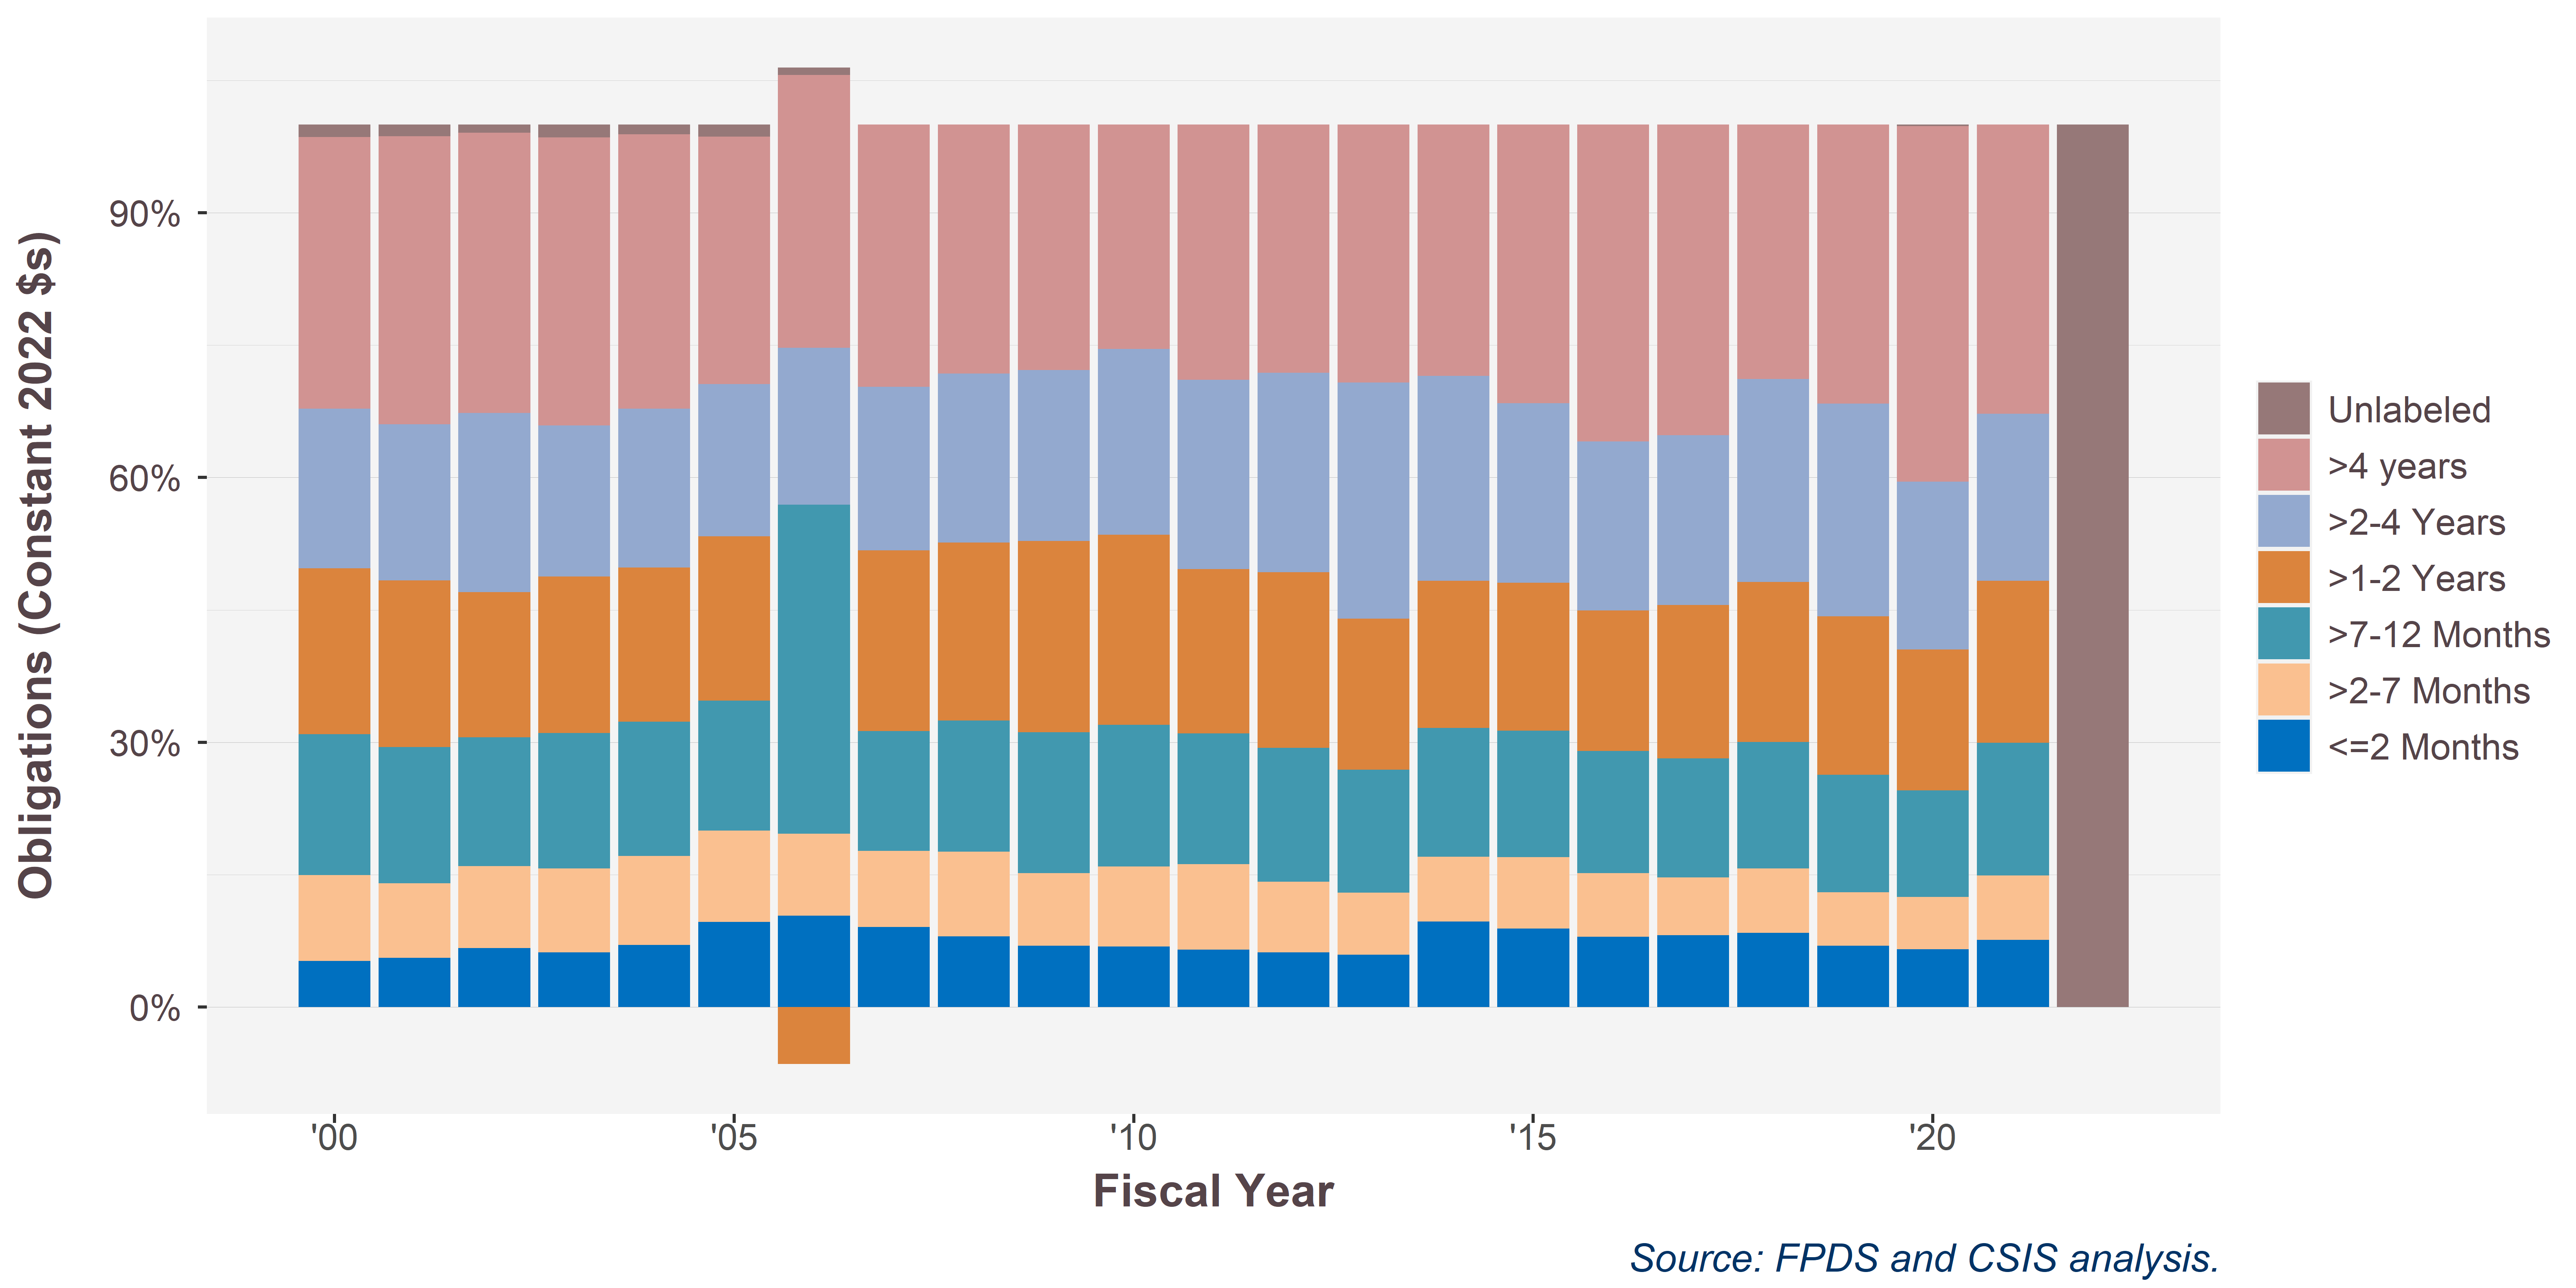 Obligations (Constant 2022 $s)
90%
60%
30%
0%
'00
'05
'10
'15
'20
Fiscal Year
Unlabeled
>4 years
>2-4 Years
>1-2 Years
>7-12 Months
>2-7 Months
<=2 Months
Source: FPDS and CSIS analysis.